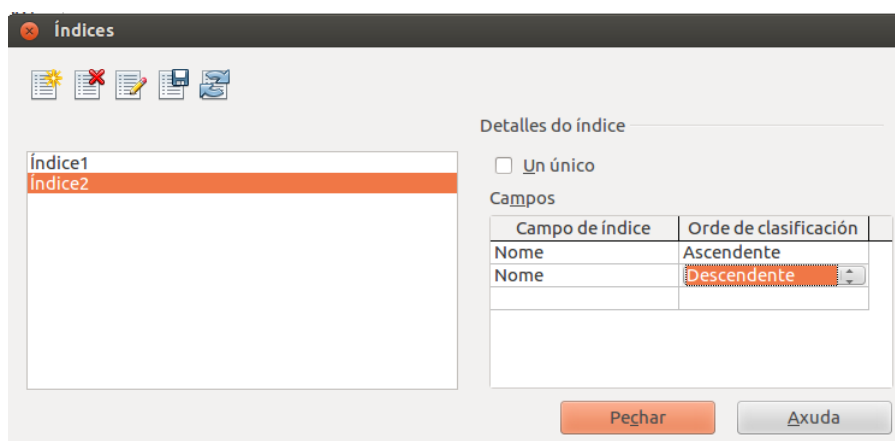 Índices
Detalles do índice
Índice1
Índice2
Un único
Campos
Campo de índice Orde de clasificación
Nome Ascendente
Nome Descendente
Pechar Axuda